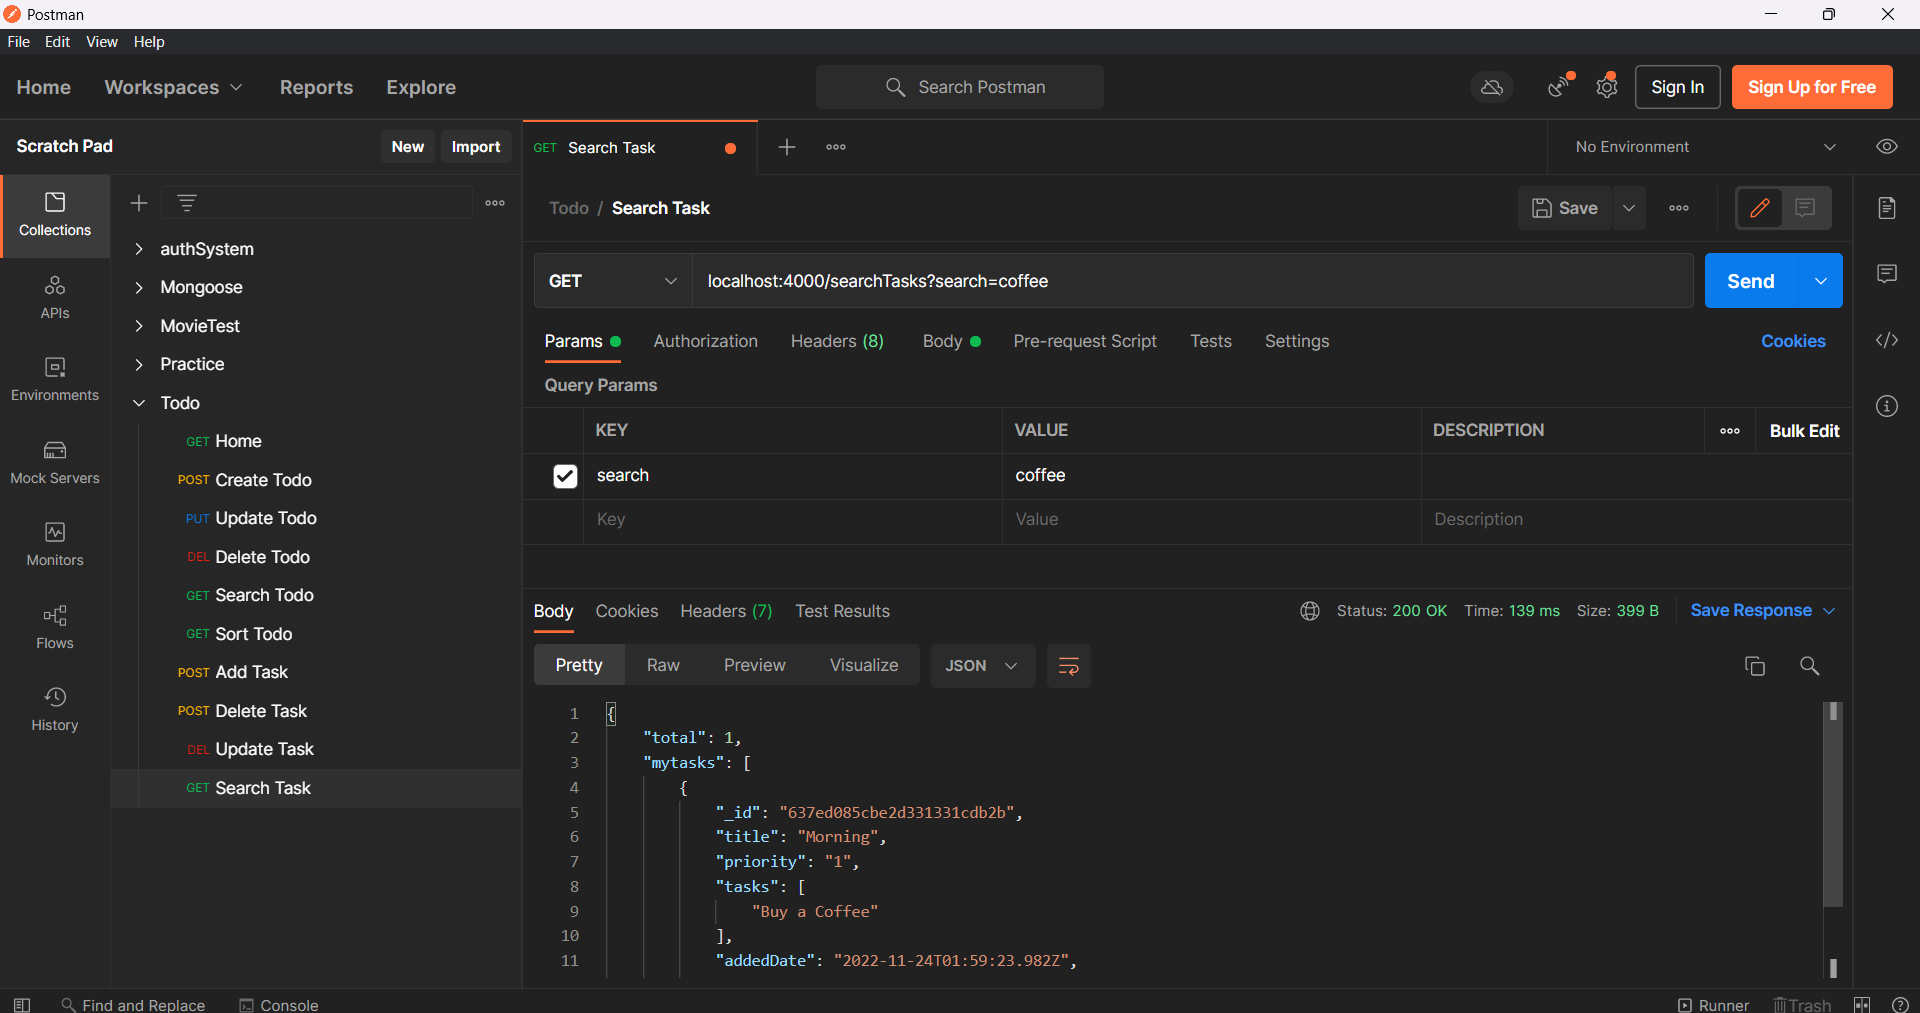 Postman
File Edit View Help
Home Workspaces Reports Explore Search Postman Sign In Sign Up for Free
Scratch Pad New Import GET Search Task No Environment
Todo / Search Task Save
Collections
APIs
Environments
Mock Servers
Monitors
Flows
History
authSystem
Mongoose
MovieTest
Practice
Todo
GET Home
POST Create Todo
PUT Update Todo
DEL Delete Todo
GET Search Todo
GET Sort Todo
POST Add Task
POST Delete Task
DEL Update Task
GET Search Task
GET localhost:4000/searchTasks?search=coffee Send
Params Authorization Headers (8) Body Pre-request Script Tests Settings Cookies
Query Params
KEY VALUE DESCRIPTION Bulk Edit
search coffee
Key Value Description
Body Cookies Headers (7) Test Results Status: 200 OK Time: 139 ms Size: 399 B Save Response
Pretty Raw Preview Visualize JSON
1 {
2 "total": 1,
3 "mytasks": [
4 {
5 "_id": "637ed085cbe2d331331cdb2b",
6 "title": "Morning",
7 "priority": "1",
8 "tasks": [
9 "Buy a Coffee"
10 ],
11 "addedDate": "2022-11-24T01:59:23.982Z",
Find and Replace Console Runner Trash